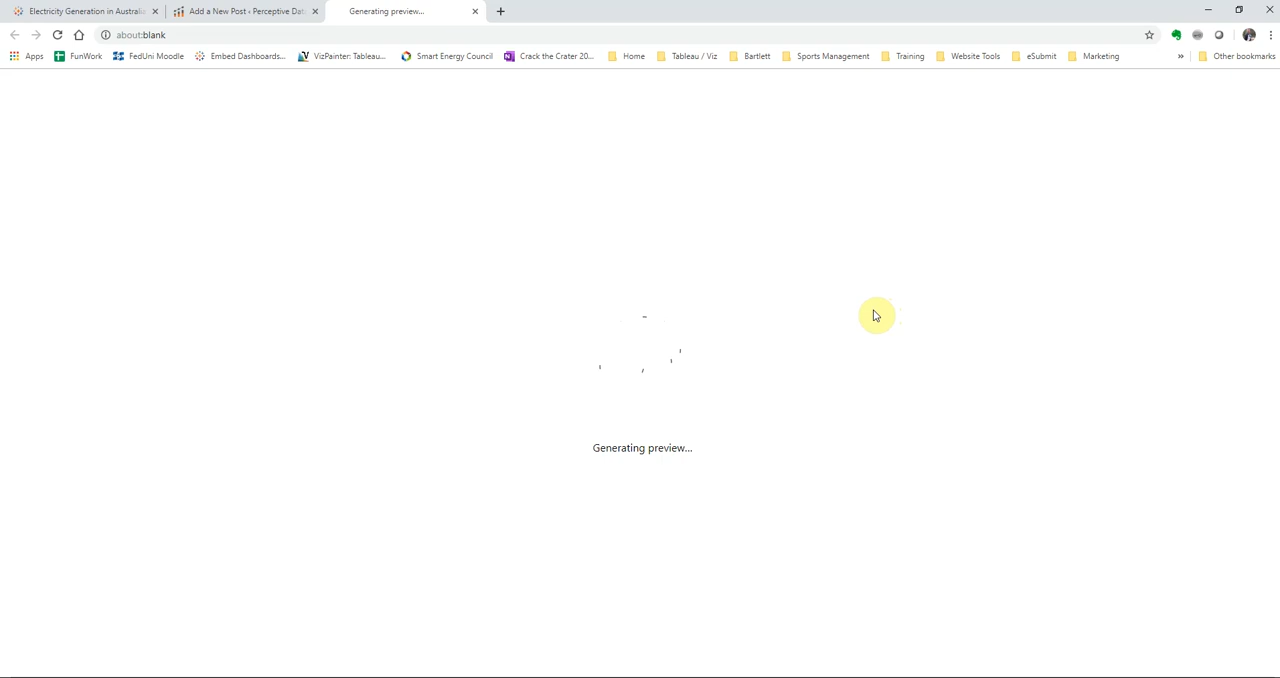 Electricity Generation in Australia
Add a New Post ‹ Perceptive Dat
Generating preview...
about:blank
Apps
FunWork
FedUni Moodle
Embed Dashboards...
VizPainter: Tableau...
Smart Energy Council
Crack the Crater 20...
Home
Tableau / Viz
Bartlett
Sports Management
Training
Website Tools
eSubmit
Marketing
»
Other bookmarks
Generating preview...